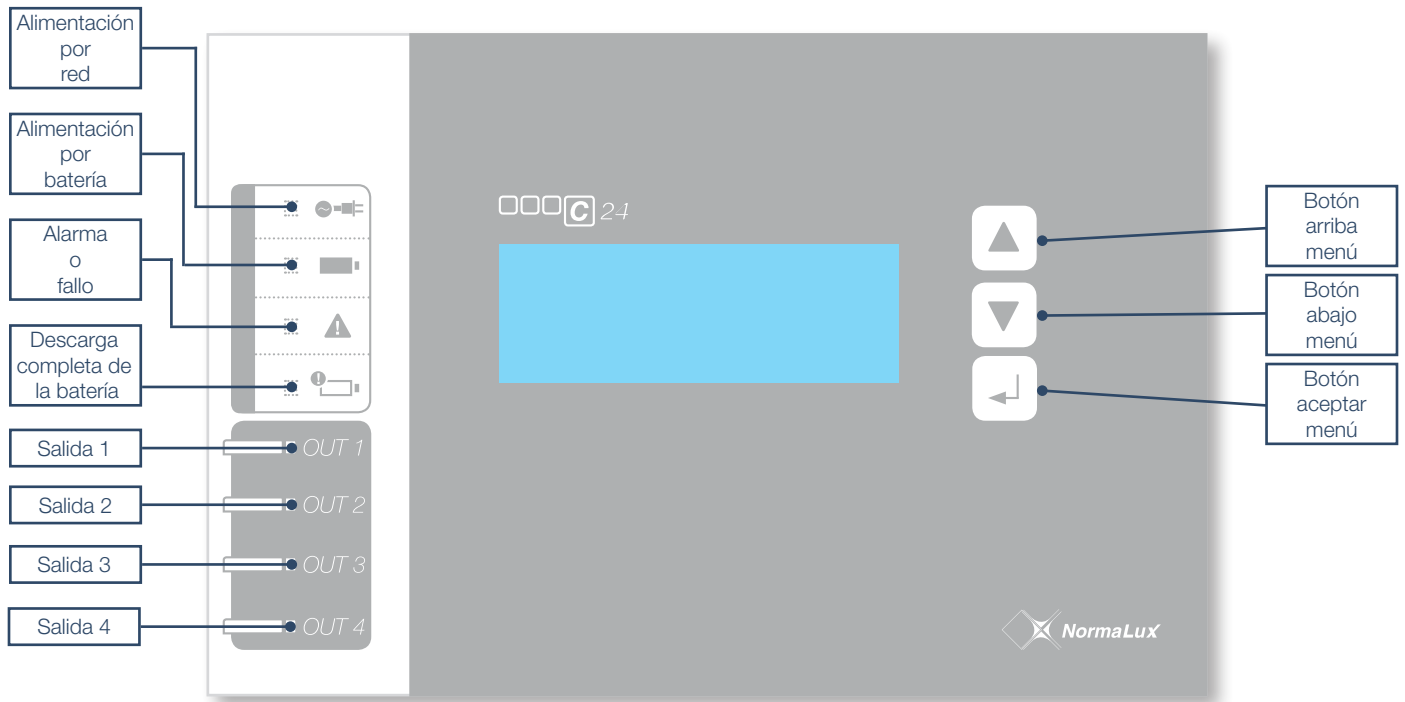 Alimentación
por
red
Alimentación
por
batería
Alarma
o
fallo
Descarga
completa de
la batería
Salida 1
Salida 2
Salida 3
Salida 4
OUT 1
OUT 2
OUT 3
OUT 4
C 24
NormaLux
Botón
arriba
menú
Botón
abajo
menú
Botón
aceptar
menú